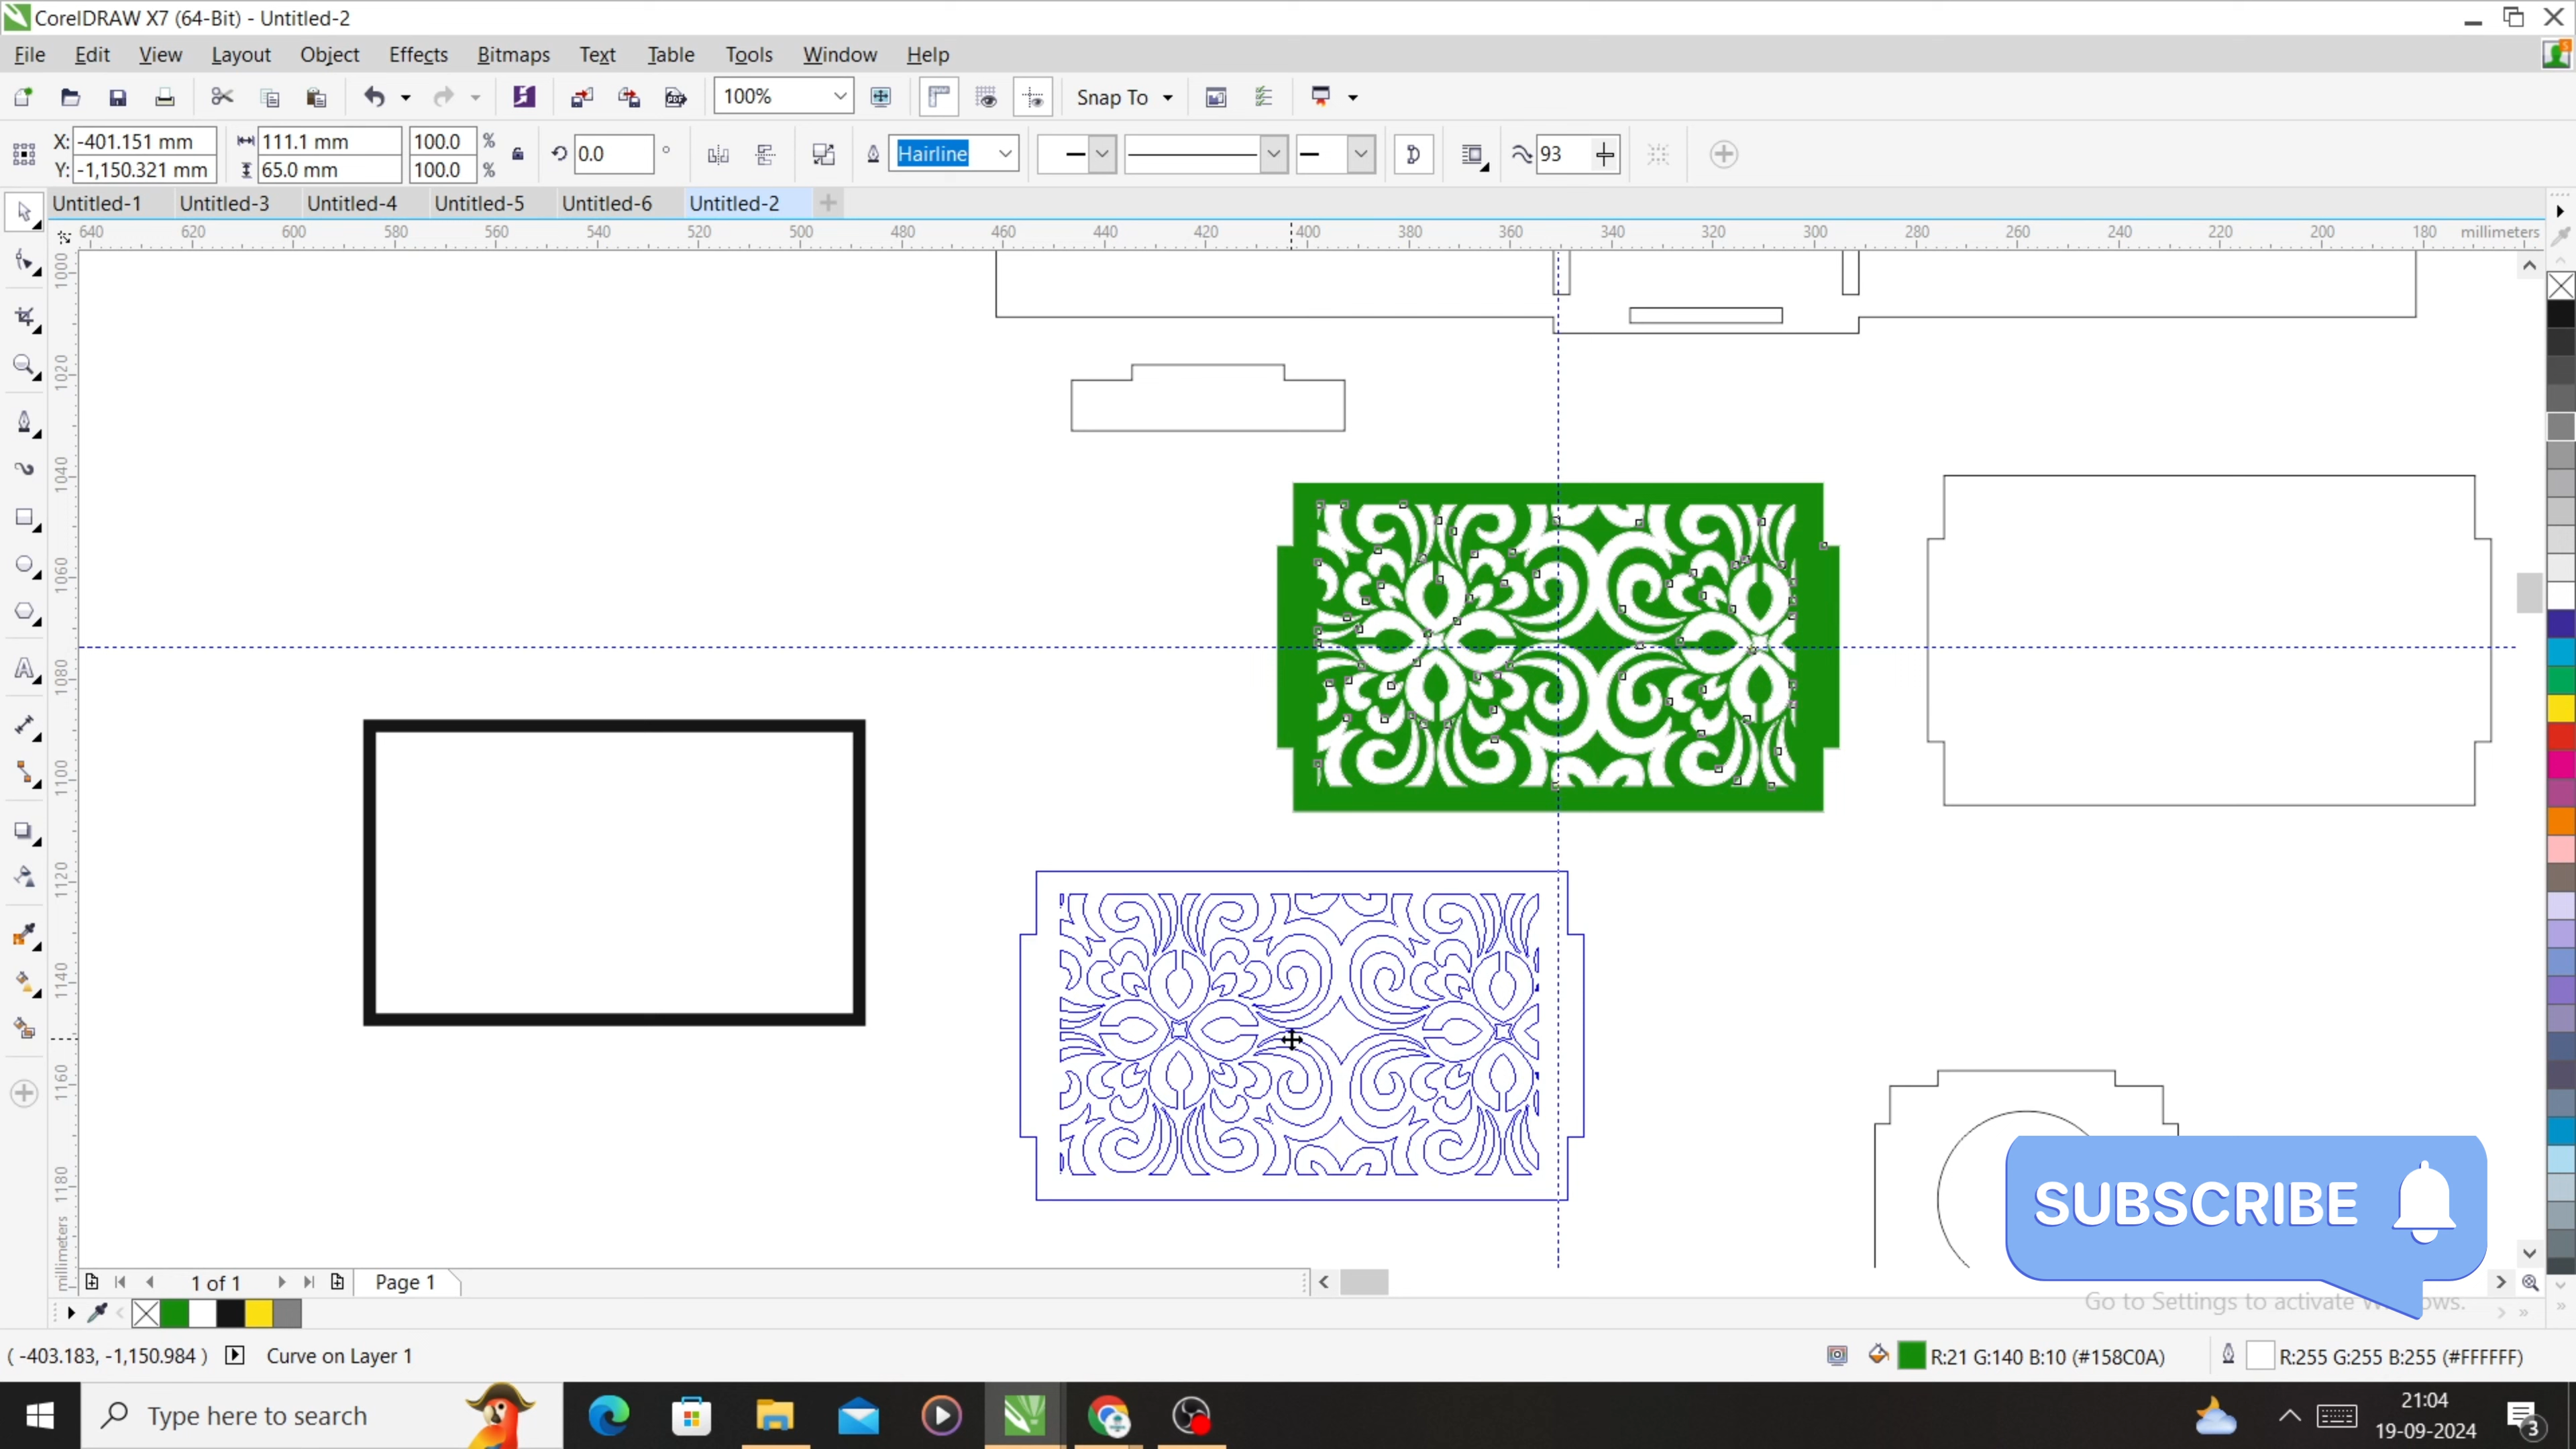 CorelDRAW X7 (64-Bit) - Untitled-2
File Edit View Layout Object Effects Bitmaps Text Table Tools Window Help
100% Snap To
X: -401.151 mm 111.1 mm 100.0 % 0.0 ° Hairline 93
Y: -1,150.321 mm 65.0 mm 100.0 %
Untitled-1 Untitled-3 Untitled-4 Untitled-5 Untitled-6 Untitled-2
640 620 600 580 560 540 520 500 480 460 440 420 400 380 360 340 320 300 280 260 240 220 200 180 millimeters
1000
1020
1040
1060
1080
1100
1120
1140
1160
1180
millimeters
SUBSCRIBE
1 of 1 Page 1
Go to Settings to activate
( -403.183, -1,150.984 ) Curve on Layer 1 R:21 G:140 B:10 (#158C0A) R:255 G:255 B:255 (#FFFFFF)
Type here to search
21:04
19-09-2024
3